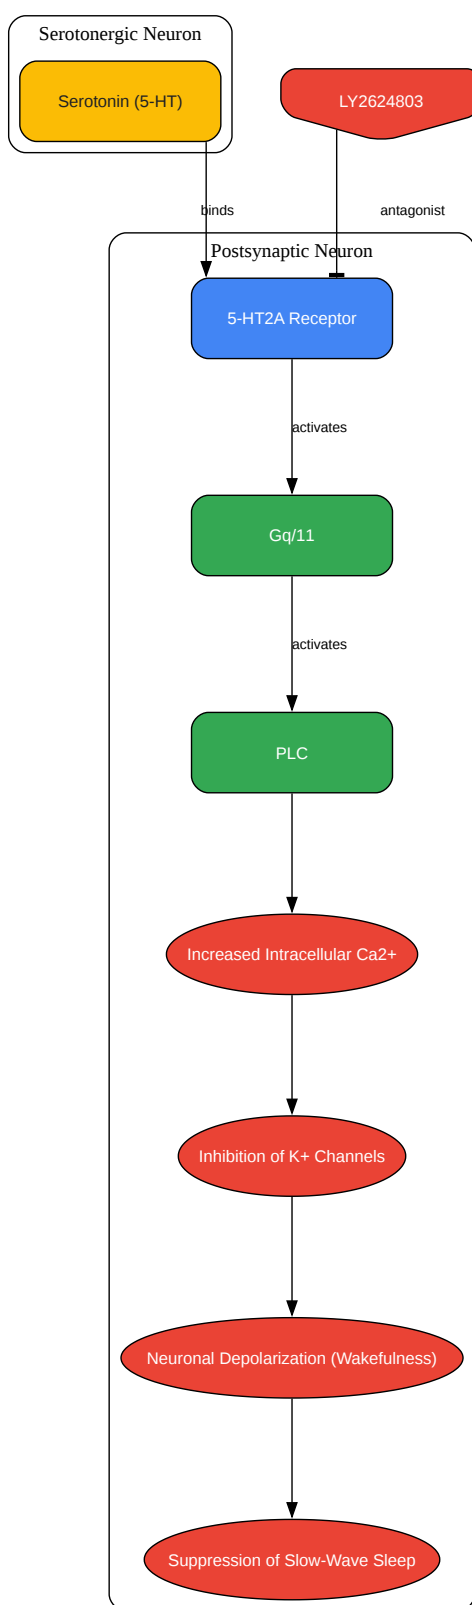 Serotonergic Neuron
Serotonin (5-HT)
LY2624803
binds
antagonist
Postsynaptic Neuron
5-HT2A Receptor
activates
Gq/11
activates
PLC
Increased Intracellular Ca2+
Inhibition of K+ Channels
Neuronal Depolarization (Wakefulness)
Suppression of Slow-Wave Sleep